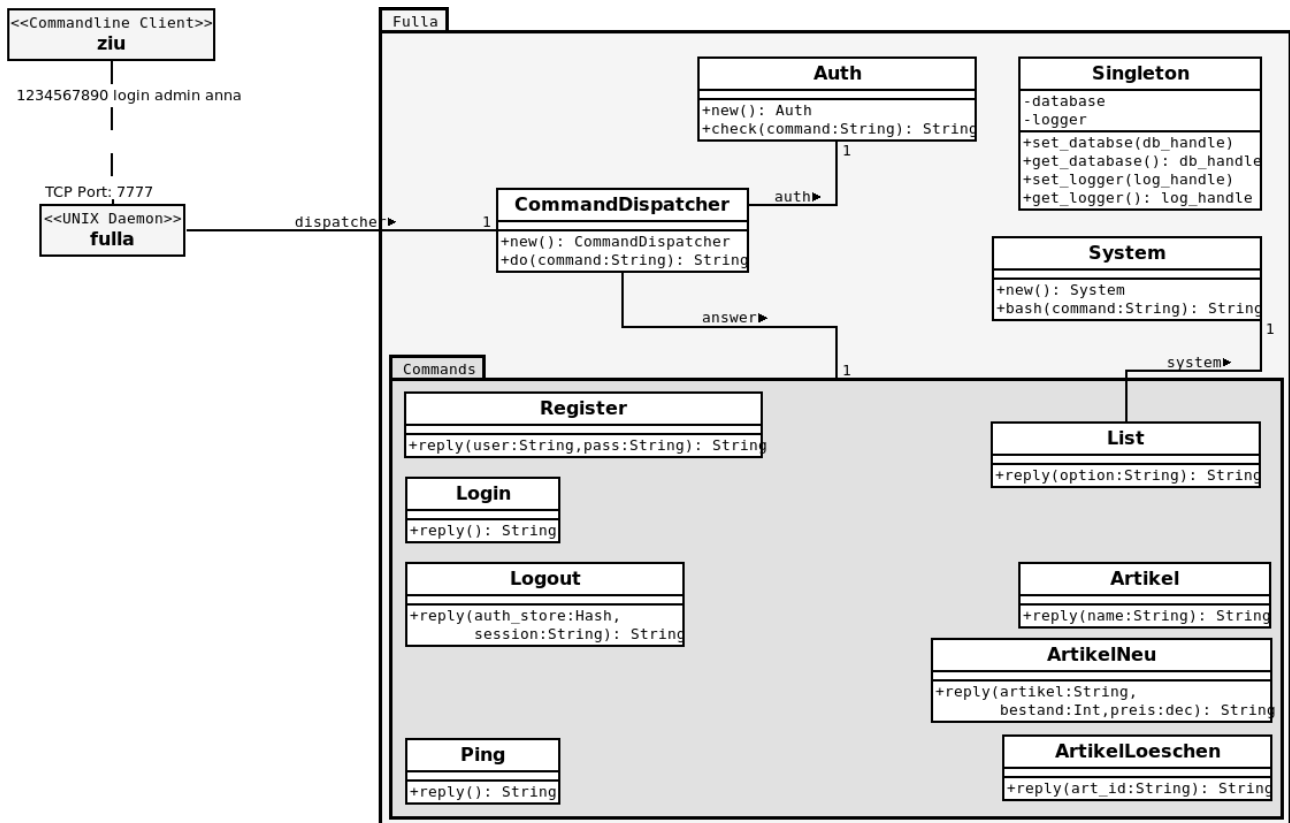 <<Commandline Client>>
ziu
1234567890 login admin anna
TCP Port: 7777
<<UNIX Daemon>>
fulla
dispatcher
1
Fulla
Auth
+new(): Auth
+check(command:String): String
1
auth
Singleton
-database
-logger
+set_databse(db_handle)
+get_database(): db_handle
+set_logger(log_handle)
+get_logger(): log_handle
CommandDispatcher
+new(): CommandDispatcher
+do(command:String): String
System
+new(): System
+bash(command:String): String
1
answer
1
system
Commands
Register
+reply(user:String,pass:String): String
List
+reply(option:String): String
Login
+reply(): String
Logout
+reply(auth_store:Hash,
session:String): String
Artikel
+reply(name:String): String
ArtikelNeu
+reply(artikel:String,
bestand:Int,preis:dec): String
Ping
+reply(): String
ArtikelLoeschen
+reply(art_id:String): String